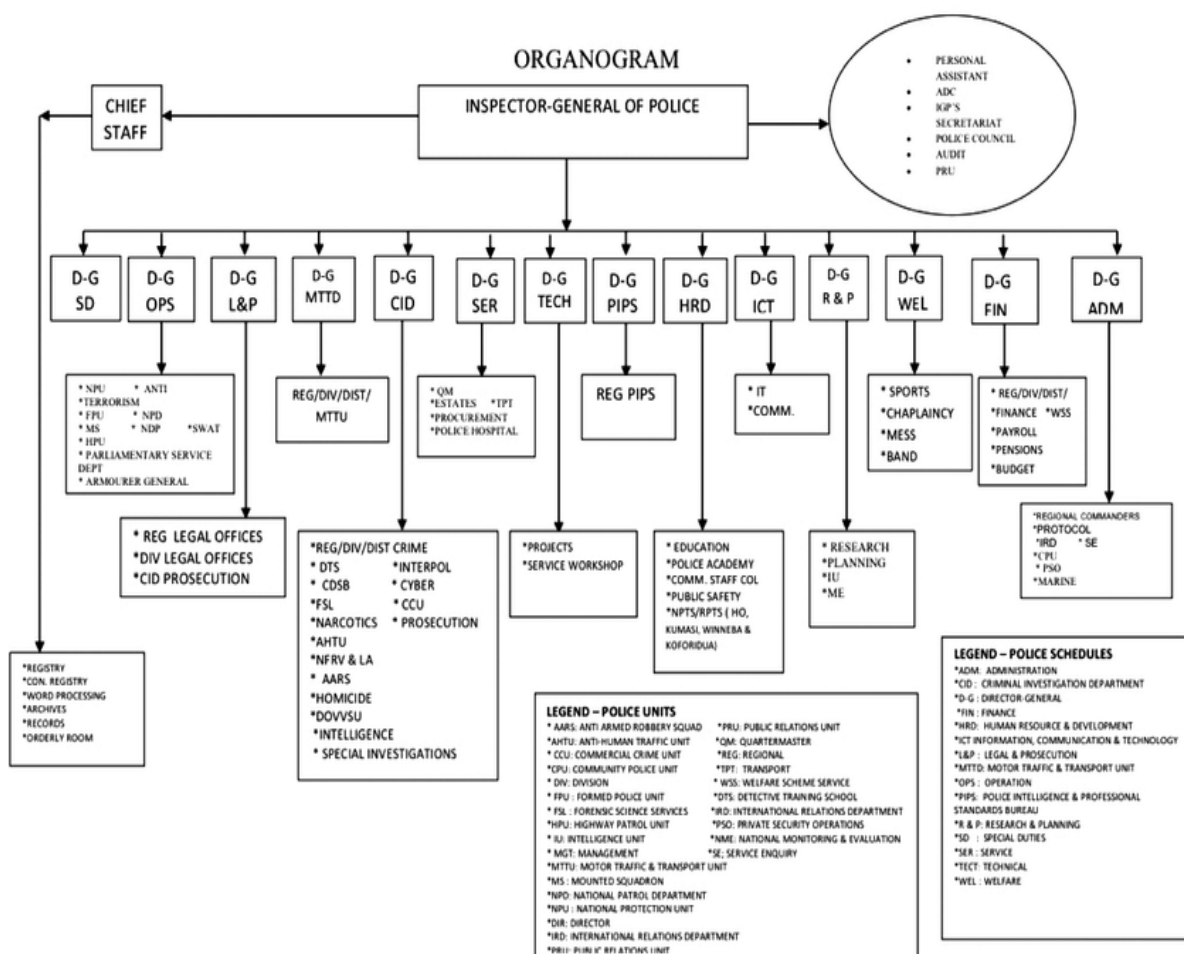 ORGANOGRAM
CHIEF
STAFF
INSPECTOR-GENERAL OF POLICE
• PERSONAL
ASSISTANT
• ADC
• IGP'S
SECRETARIAT
• POLICE COUNCIL
• AUDIT
• PRU
D-G
SD
D-G
OPS
D-G
L&P
D-G
MTTD
D-G
CID
D-G
SER
D-G
TECH
D-G
PIPS
D-G
HRD
D-G
ICT
D-G
R & P
D-G
WEL
D-G
FIN
D-G
ADM
* NPU * ANTI
*TERRORISM
* FPU * NPD
* MS * NDP *SWAT
* HPU
* PARLIAMENTARY SERVICE
DEPT
* ARMOURER GENERAL
REG/DIV/DIST/
MTTU
* QM
*ESTATES *TPT
*PROCUREMENT
*POLICE HOSPITAL
REG PIPS
* IT
*COMM.
* SPORTS
*CHAPLAINCY
*MESS
*BAND
*REG/DIV/DIST/
*FINANCE *WSS
*PAYROLL
*PENSIONS
*BUDGET
* REG LEGAL OFFICES
*DIV LEGAL OFFICES
*CID PROSECUTION
*REG/DIV/DIST CRIME
* DTS *INTERPOL
* CDSB * CYBER
*FSL * CCU
*NARCOTICS * PROSECUTION
*AHTU
*NFRV & LA
* AARS
*HOMICIDE
*DOVVSU
*INTELLIGENCE
* SPECIAL INVESTIGATIONS
*PROJECTS
*SERVICE WORKSHOP
* EDUCATION
*POLICE ACADEMY
*COMM. STAFF COL
*PUBLIC SAFETY
*NPTS/RPTS ( HO,
KUMASI, WINNEBA &
KOFORIDUA)
* RESEARCH
*PLANNING
*IU
*ME
*REGIONAL COMMANDERS
*PROTOCOL
*IRD * SE
*CPU
* PSO
*MARINE
*REGISTRY
*CON. REGISTRY
*WORD PROCESSING
*ARCHIVES
*RECORDS
*ORDERLY ROOM
LEGEND – POLICE UNITS
* AARS: ANTI ARMED ROBBERY SQUAD *PRU: PUBLIC RELATIONS UNIT
*AHTU: ANTI-HUMAN TRAFFIC UNIT *QM: QUARTERMASTER
* CCU: COMMERCIAL CRIME UNIT *REG: REGIONAL
*CPU: COMMUNITY POLICE UNIT *TPT: TRANSPORT
* DIV: DIVISION * WSS: WELFARE SCHEME SERVICE
* FPU : FORMED POLICE UNIT *DTS: DETECTIVE TRAINING SCHOOL
* FSL : FORENSIC SCIENCE SERVICES *IRD: INTERNATIONAL RELATIONS DEPARTMENT
*HPU: HIGHWAY PATROL UNIT *PSO: PRIVATE SECURITY OPERATIONS
* IU: INTELLIGENCE UNIT *NME: NATIONAL MONITORING & EVALUATION
* MGT: MANAGEMENT *SE; SERVICE ENQUIRY
*MTTU: MOTOR TRAFFIC & TRANSPORT UNIT
*MS : MOUNTED SQUADRON
*NPD: NATIONAL PATROL DEPARTMENT
*NPU : NATIONAL PROTECTION UNIT
*DIR: DIRECTOR
*IRD: INTERNATIONAL RELATIONS DEPARTMENT
*PRU: PUBLIC RELATIONS UNIT
LEGEND – POLICE SCHEDULES
*ADM: ADMINISTRATION
*CID : CRIMINAL INVESTIGATION DEPARTMENT
*D-G : DIRECTOR-GENERAL
*FIN : FINANCE
*HRD: HUMAN RESOURCE & DEVELOPMENT
*ICT INFORMATION, COMMUNICATION & TECHNOLOGY
*L&P: LEGAL & PROSECUTION
*MTTD: MOTOR TRAFFIC & TRANSPORT UNIT
*OPS : OPERATION
*PIPS: POLICE INTELLIGENCE & PROFESSIONAL
STANDARDS BUREAU
*R & P: RESEARCH & PLANNING
*SD : SPECIAL DUTIES
*SER : SERVICE
*TECT: TECHNICAL
*WEL : WELFARE